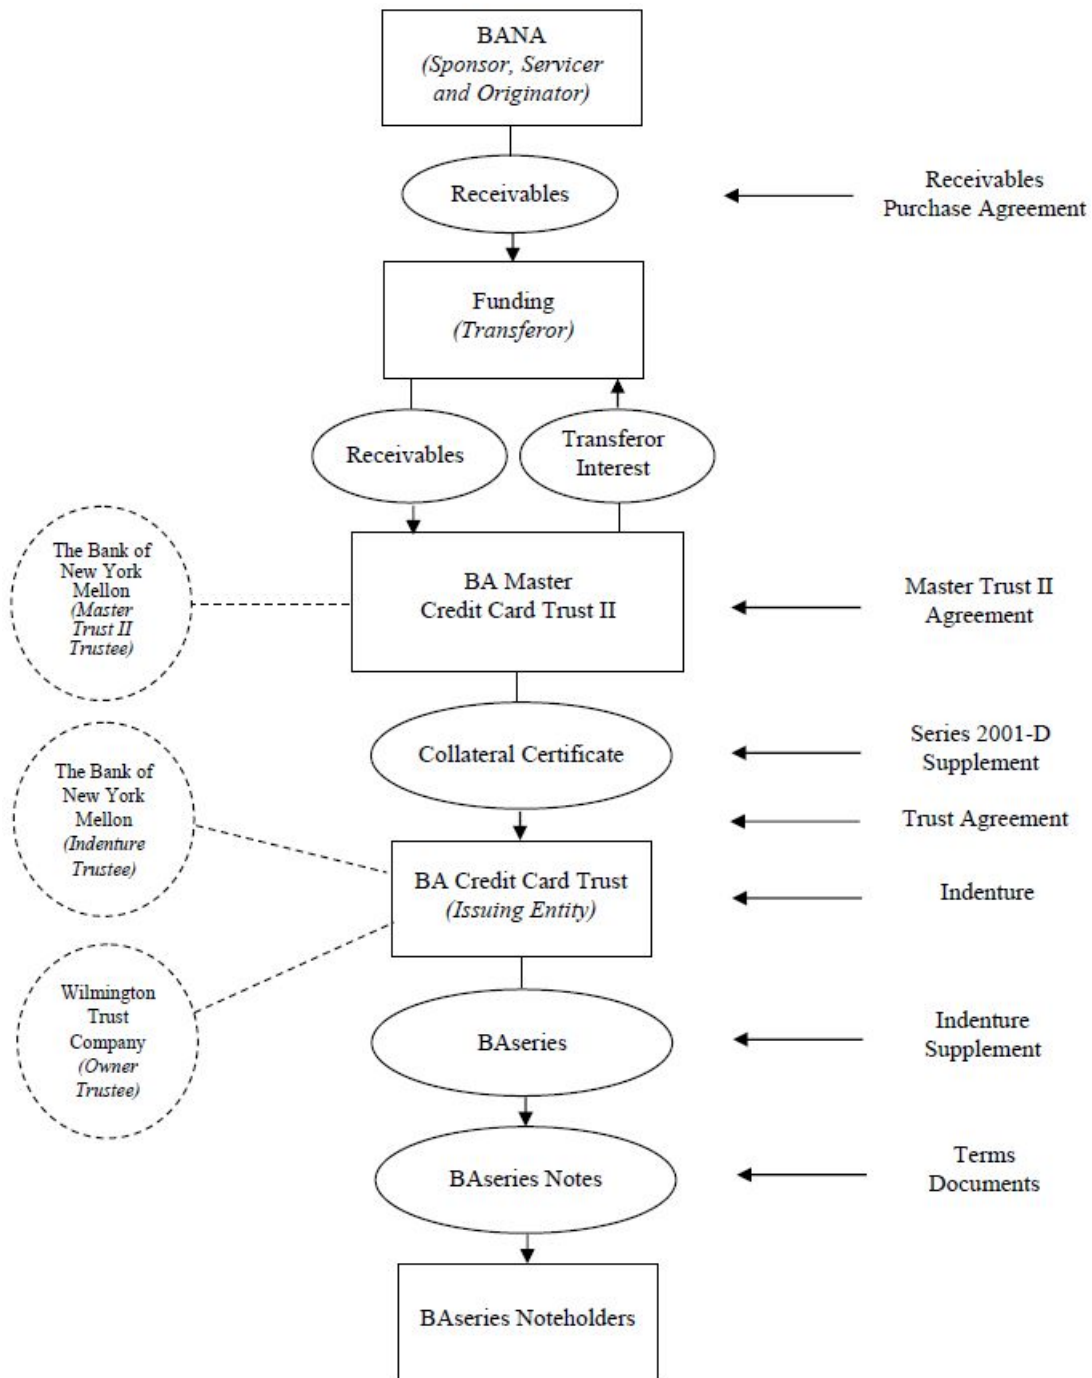 BANA
(Sponsor, Servicer
and Originator)
Receivables
Receivables
Purchase Agreement
Funding
(Transferor)
Receivables
Transferor
Interest
The Bank of
New York
Mellon
(Master
Trust II
Trustee)
BA Master
Credit Card Trust II
Master Trust II
Agreement
Collateral Certificate
Series 2001-D
Supplement
The Bank of
New York
Mellon
(Indenture
Trustee)
Trust Agreement
BA Credit Card Trust
(Issuing Entity)
Indenture
Wilmington
Trust
Company
(Owner
Trustee)
BAseries
Indenture
Supplement
BAseries Notes
Terms
Documents
BAseries Noteholders